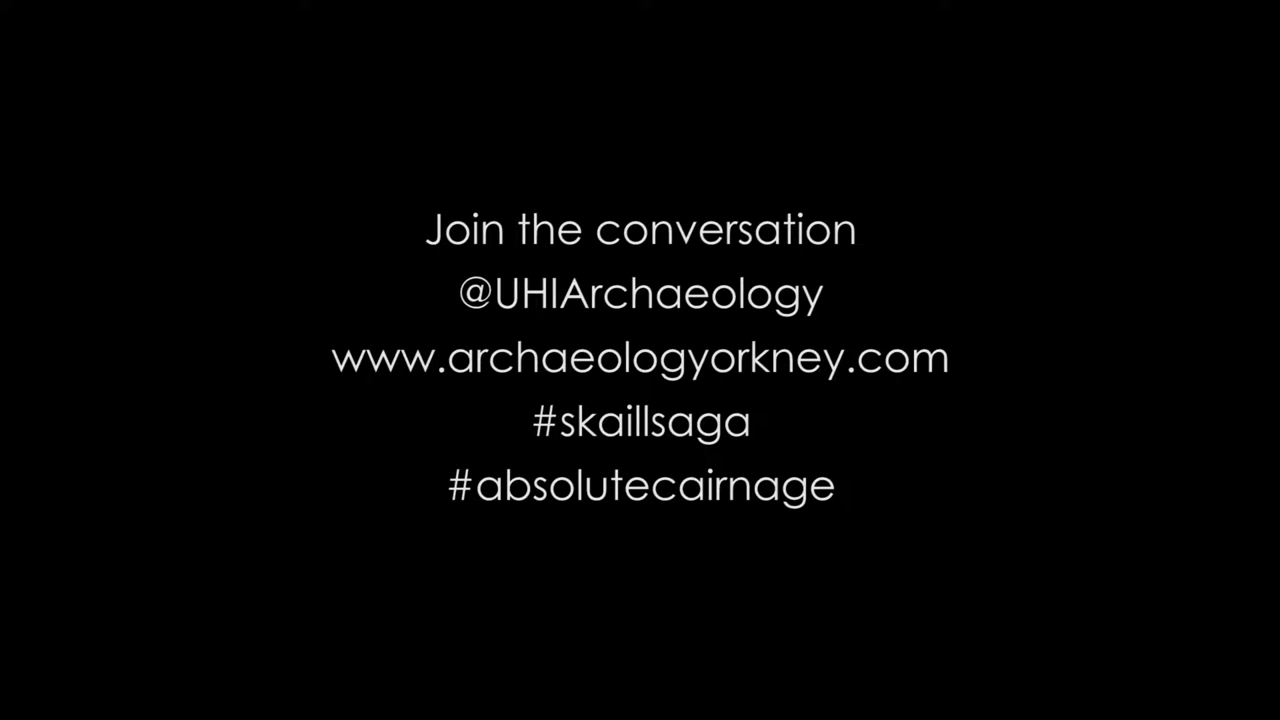 Join the conversation
@UHIArchaeology
www.archaeologyorkney.com
#skaillsaga
#absolutecairnage